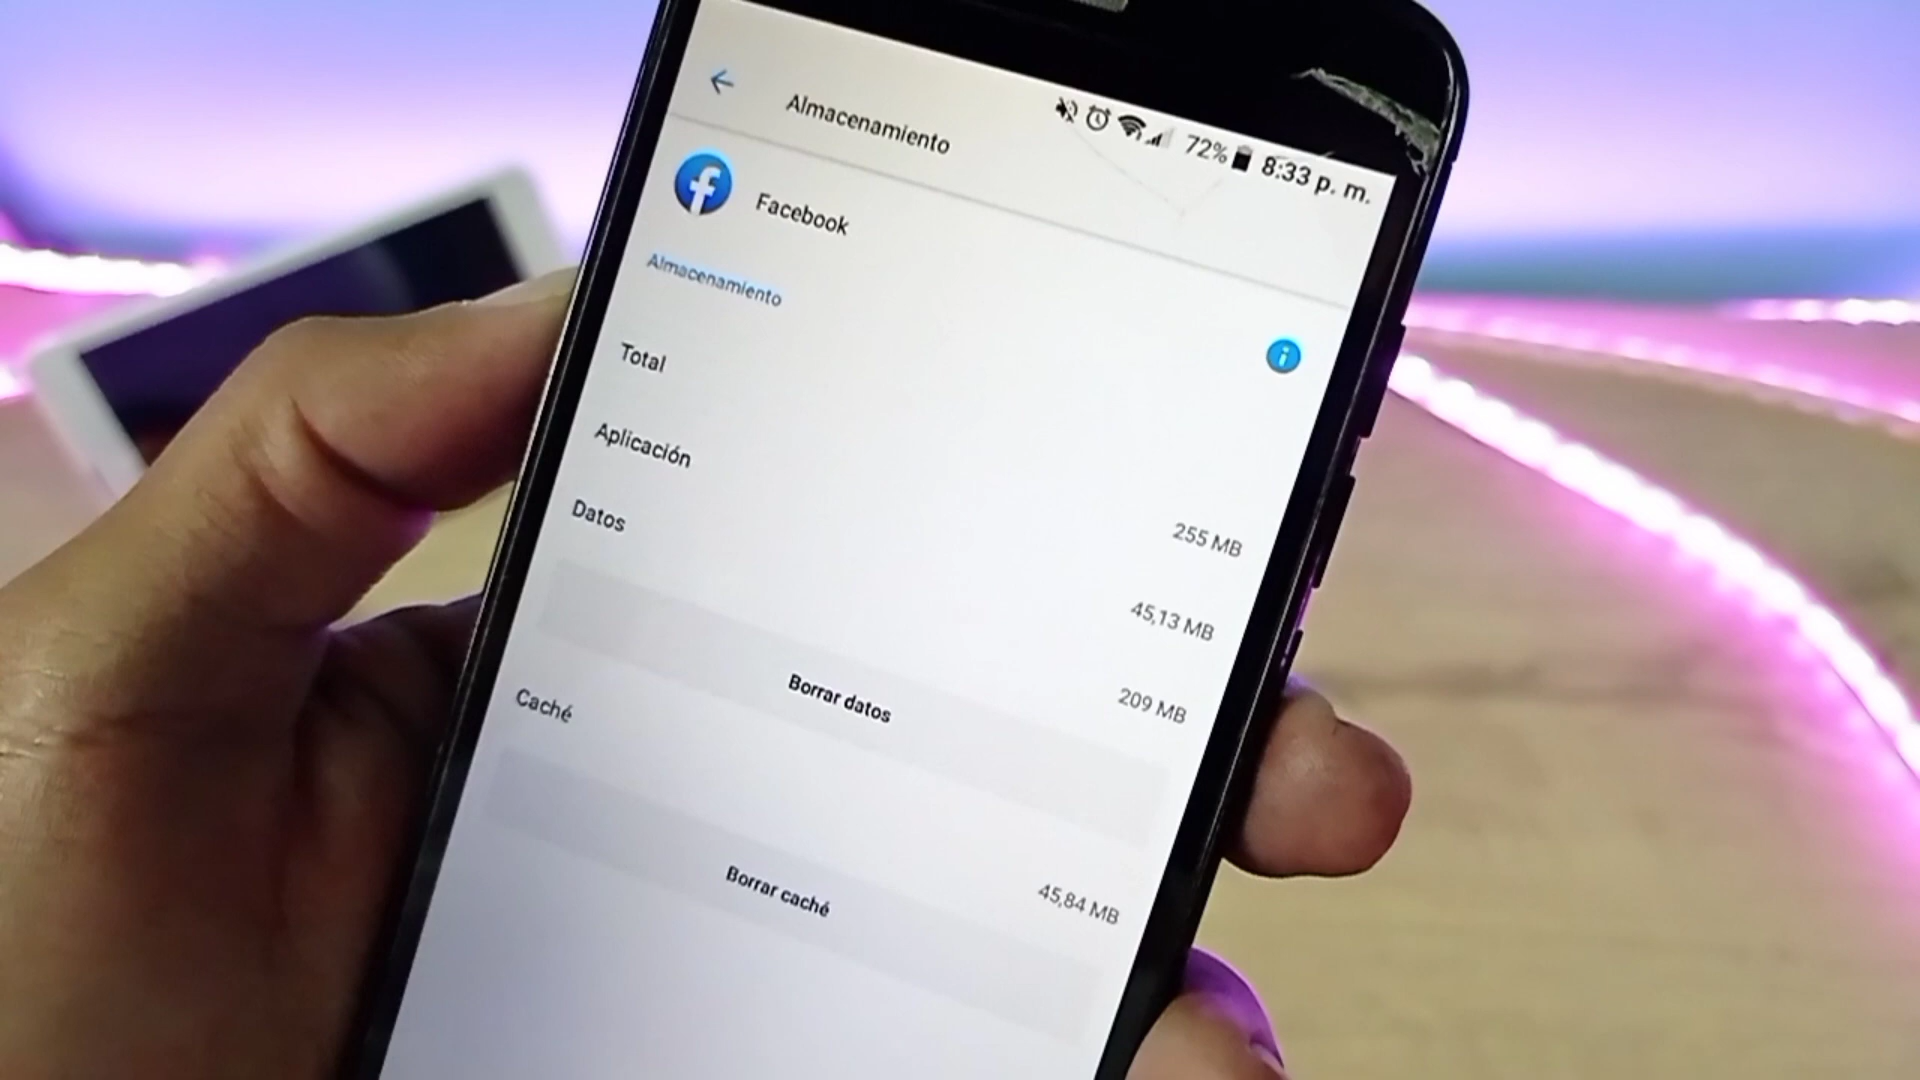 Almacenamiento
72% 8:33 p. m.
Facebook
Almacenamiento
Total 255 MB
Aplicación 45,13 MB
Datos 209 MB
Borrar datos
Caché 45,84 MB
Borrar caché